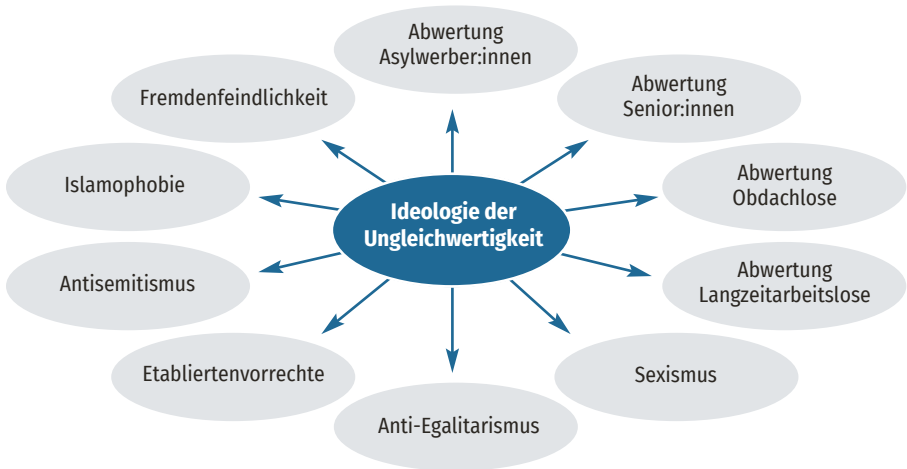 Abwertung
Asylwerber:innen
Fremdenfeindlichkeit
Abwertung
Senior:innen
Islamophobie
Abwertung
Obdachlose
Ideologie der
Ungleichwertigkeit
Antisemitismus
Abwertung
Langzeitarbeitslose
Etabliertenvorrechte
Sexismus
Anti-Egalitarismus